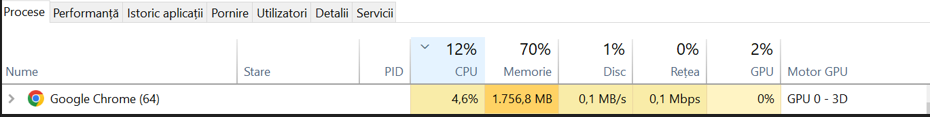 Procese Performanță Istoric aplicații Pornire Utilizatori Detalii Servicii
12% 70% 1% 0% 2%
Nume Stare PID CPU Memorie Disc Rețea GPU Motor GPU
Google Chrome (64) 4,6% 1.756,8 MB 0,1 MB/s 0,1 Mbps 0% GPU 0 - 3D